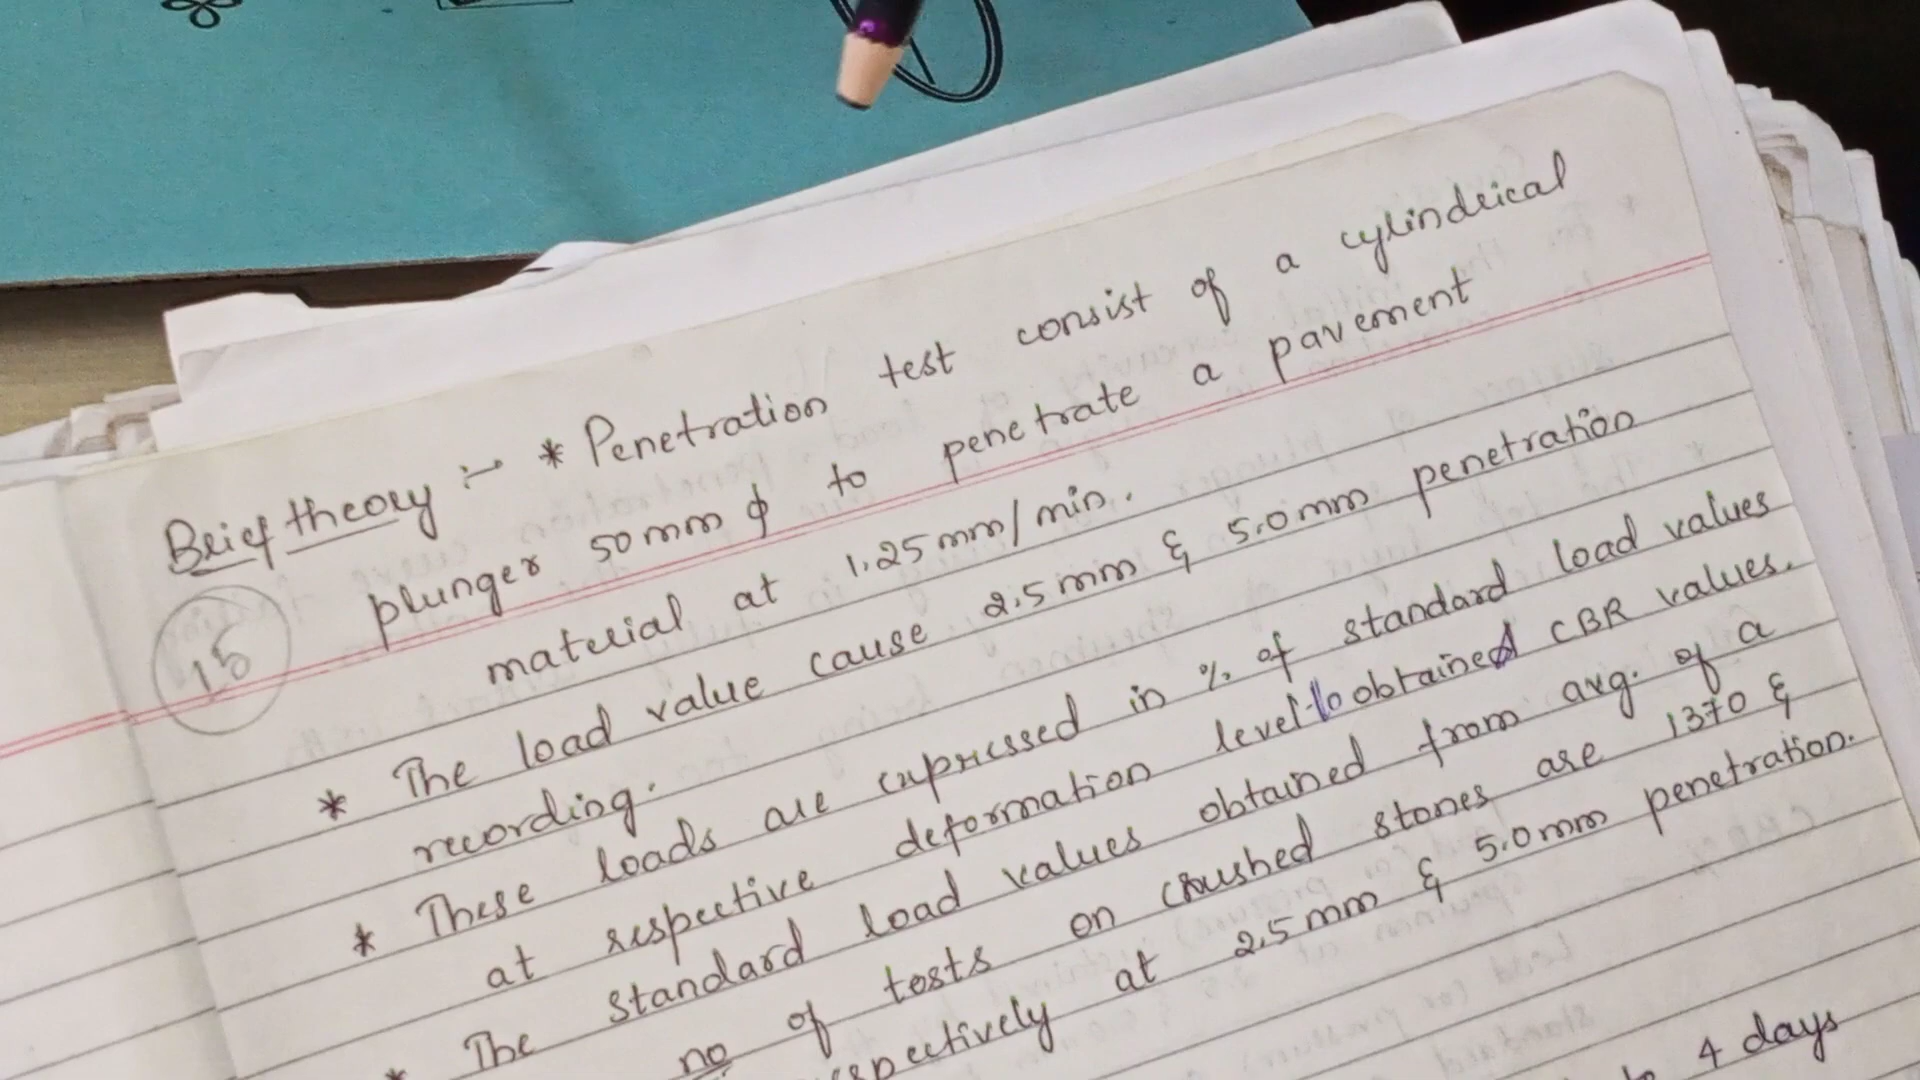 Brief theory :- * Penetration test consist of a cylindrical
plunger 50mm ϕ to penetrate a pavement
material at 1.25mm/min.
* The load value cause 2.5mm & 5.0mm penetration
recording.
* These loads are expressed in % of standard load values
at respective deformation level to obtained CBR values.
* The standard load values obtained from avg. of a
no of tests on crushed stones are 1370 &
at 2.5mm & 5.0mm penetration.
4 days
15